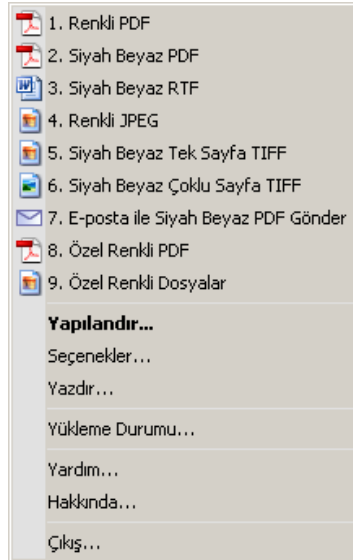 1. Renkli PDF
2. Siyah Beyaz PDF
3. Siyah Beyaz RTF
4. Renkli JPEG
5. Siyah Beyaz Tek Sayfa TIFF
6. Siyah Beyaz Çoklu Sayfa TIFF
7. E-posta ile Siyah Beyaz PDF Gönder
8. Özel Renkli PDF
9. Özel Renkli Dosyalar
Yapılandır...
Seçenekler...
Yazdır...
Yükleme Durumu...
Yardım...
Hakkında...
Çıkış...